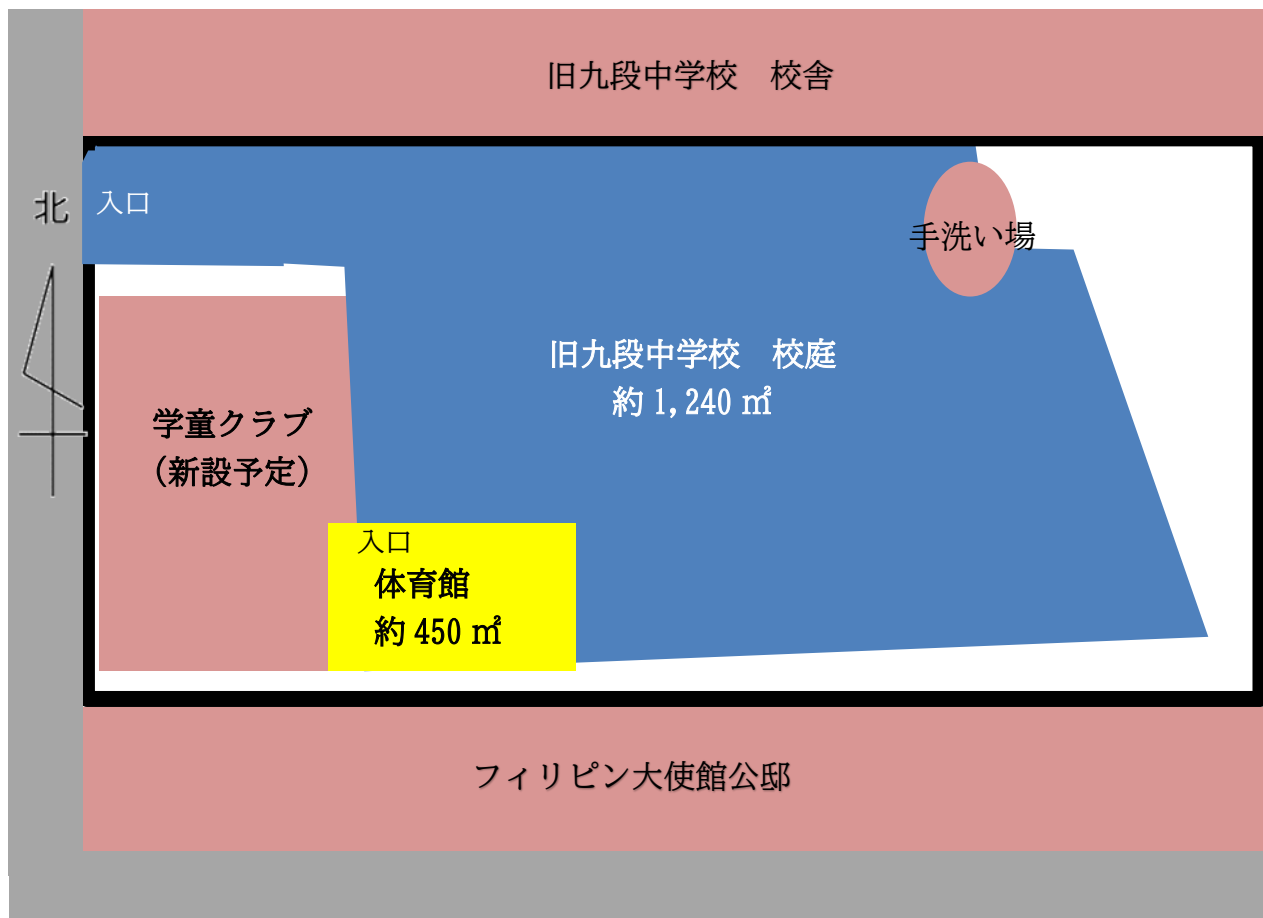 旧九段中学校　校舎
北
入口
手洗い場
旧九段中学校　校庭
約 1,240 ㎡
学童クラブ
（新設予定）
入口
体育館
約 450 ㎡
フィリピン大使館公邸